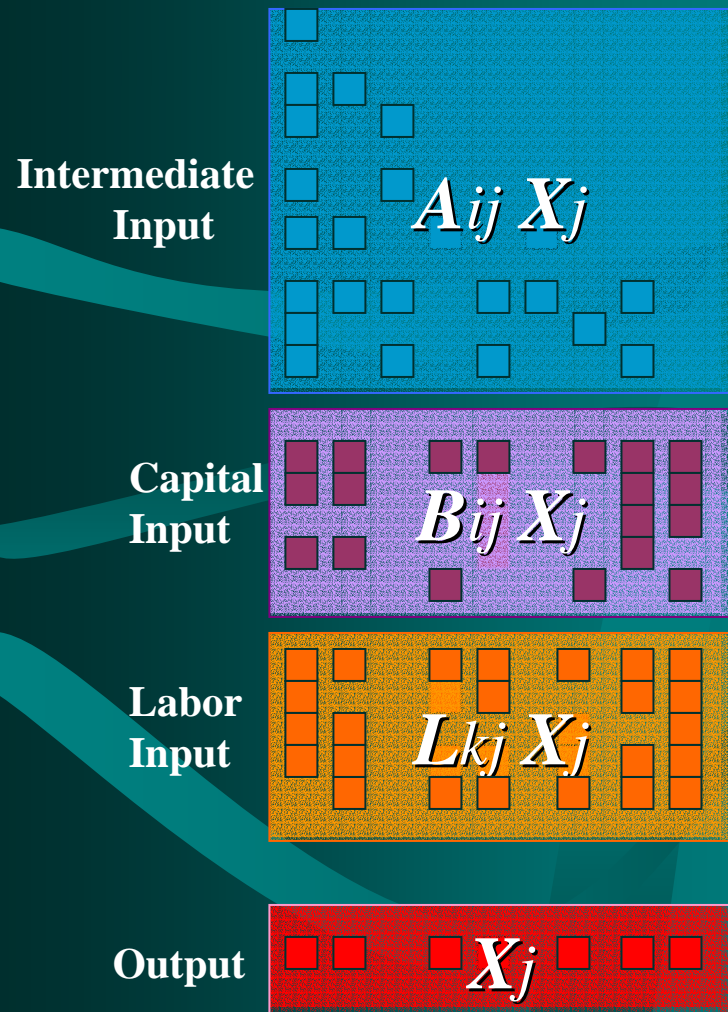 Intermediate
Input
Aij Xj
Capital
Input
Bij Xj
Labor
Input
Lkj Xj
Output
Xj